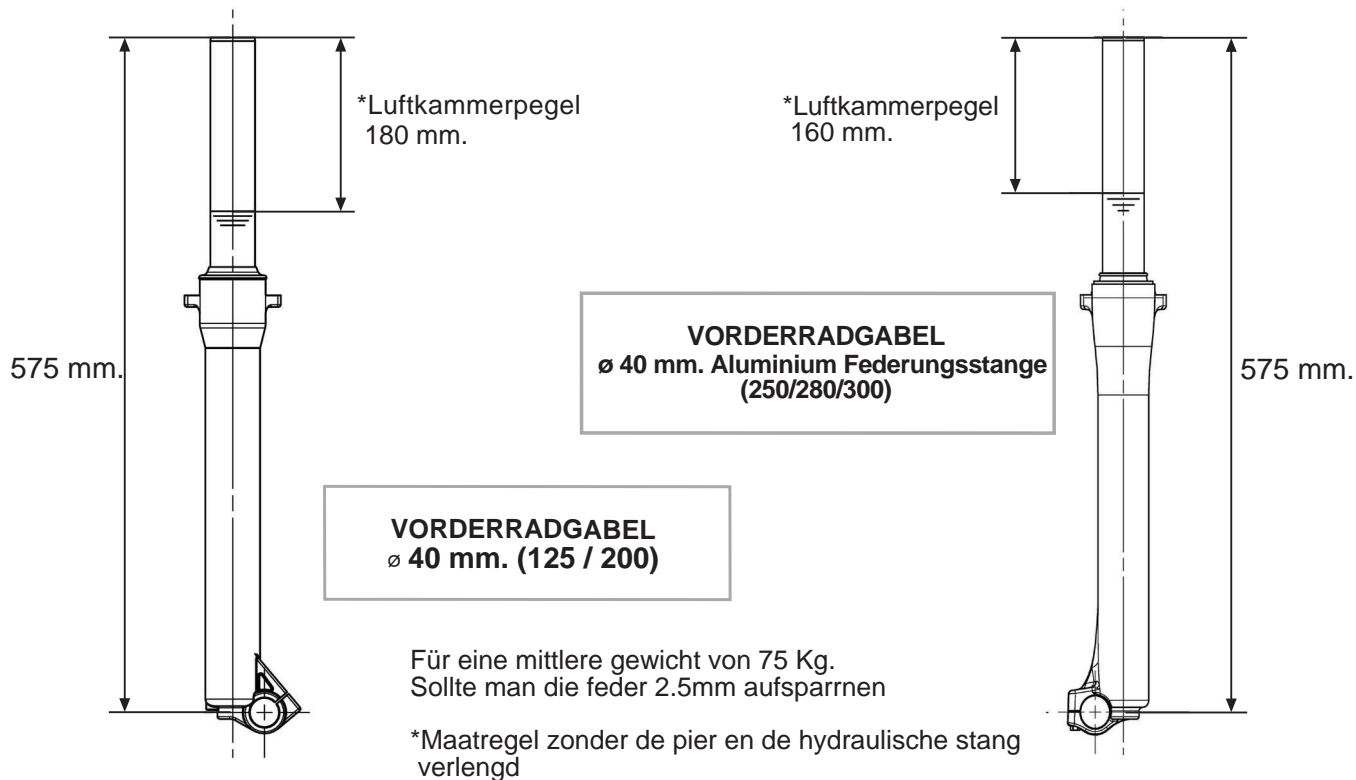 *Luftkammerpegel
180 mm.
*Luftkammerpegel
160 mm.
575 mm.
VORDERRADGABEL
ø 40 mm. Aluminium Federungsstange
(250/280/300)
575 mm.
VORDERRADGABEL
ø 40 mm. (125 / 200)
Für eine mittlere gewicht von 75 Kg.
Sollte man die feder 2.5mm aufsparrnen
*Maatregel zonder de pier en de hydraulische stang
verlengd